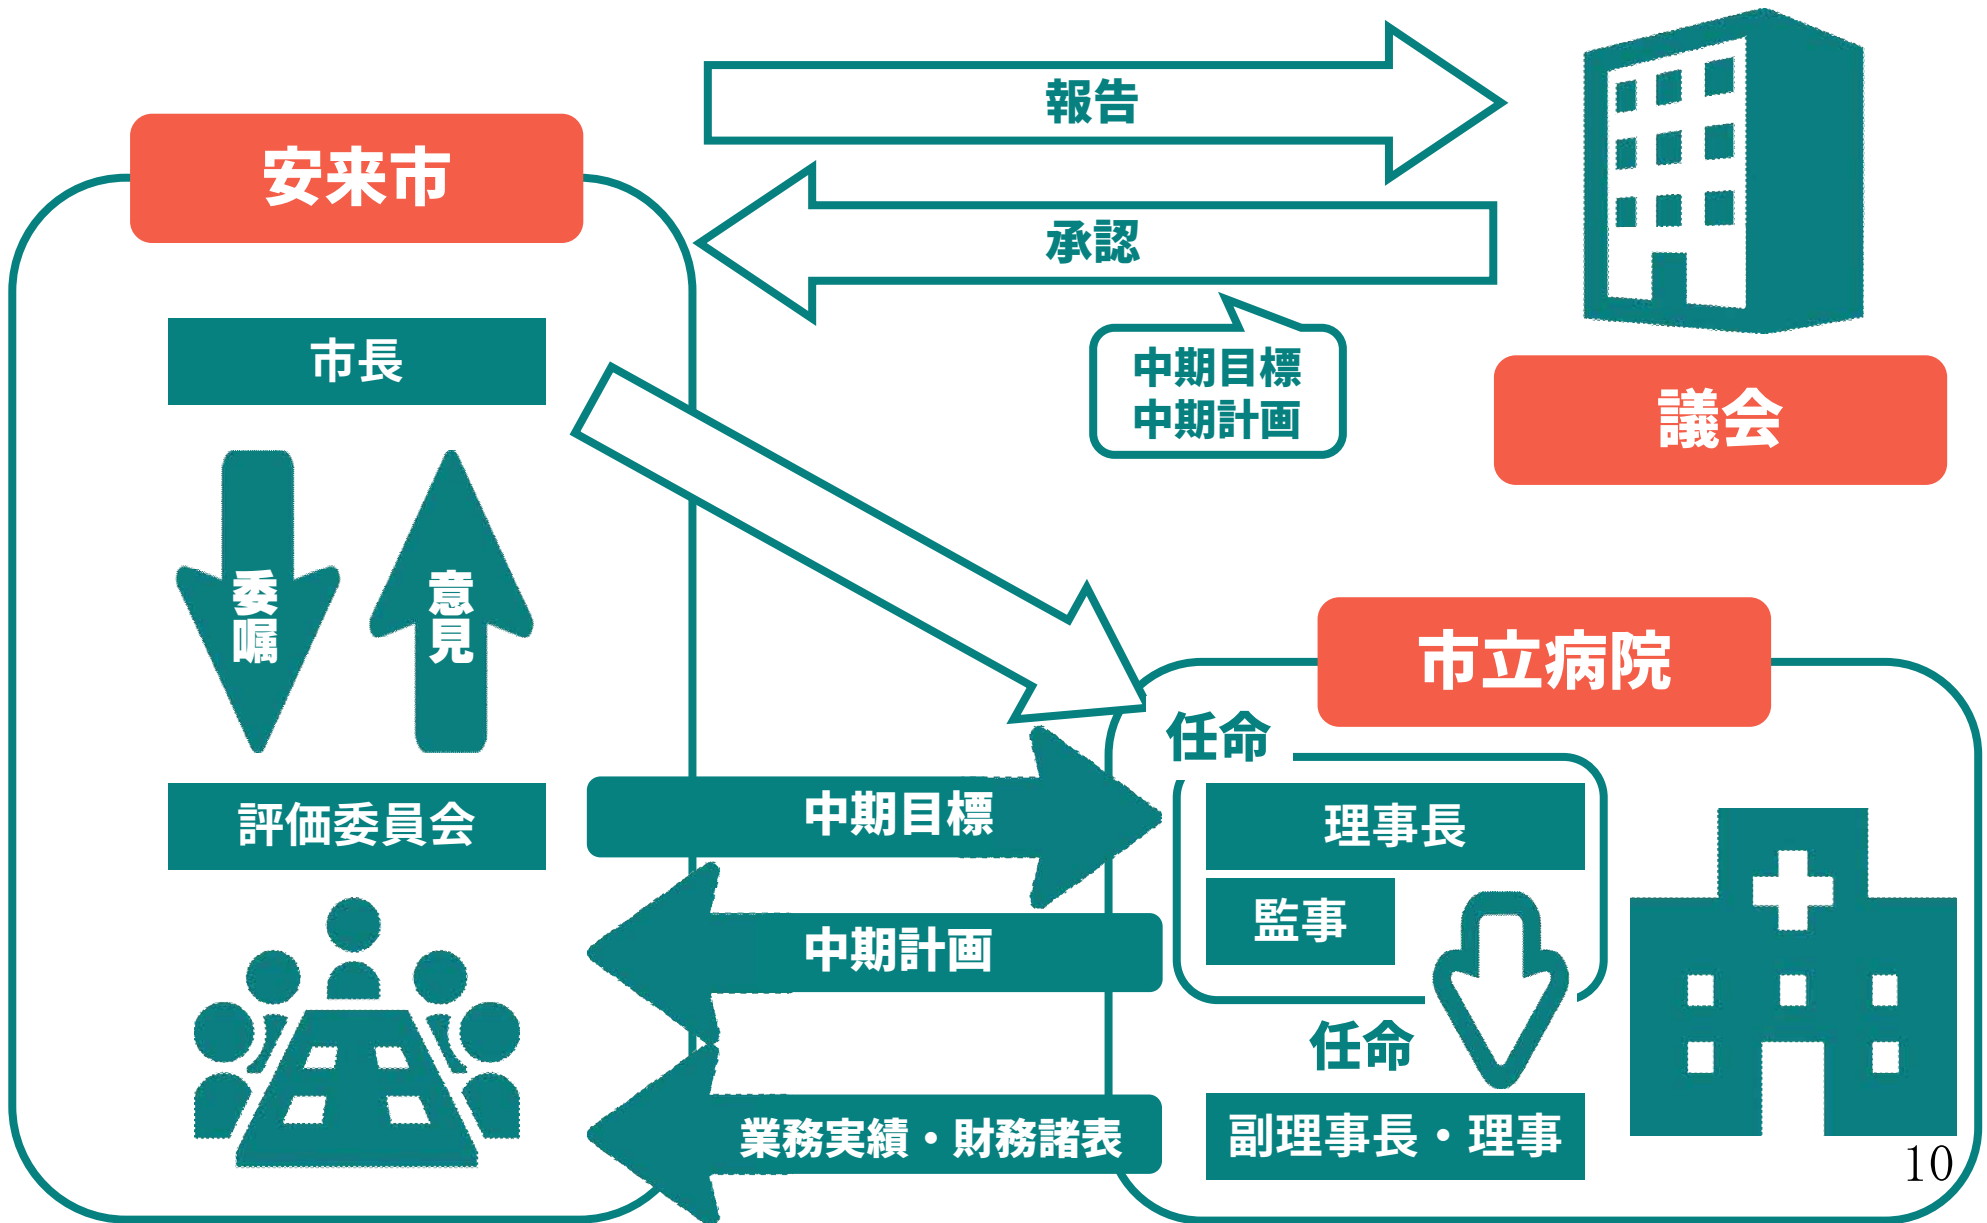 報告
安来市
承認
市長
中期目標
中期計画
議会
委嘱
意見
市立病院
任命
評価委員会
中期目標
理事長
監事
中期計画
任命
業務実績・財務諸表
副理事長・理事
10